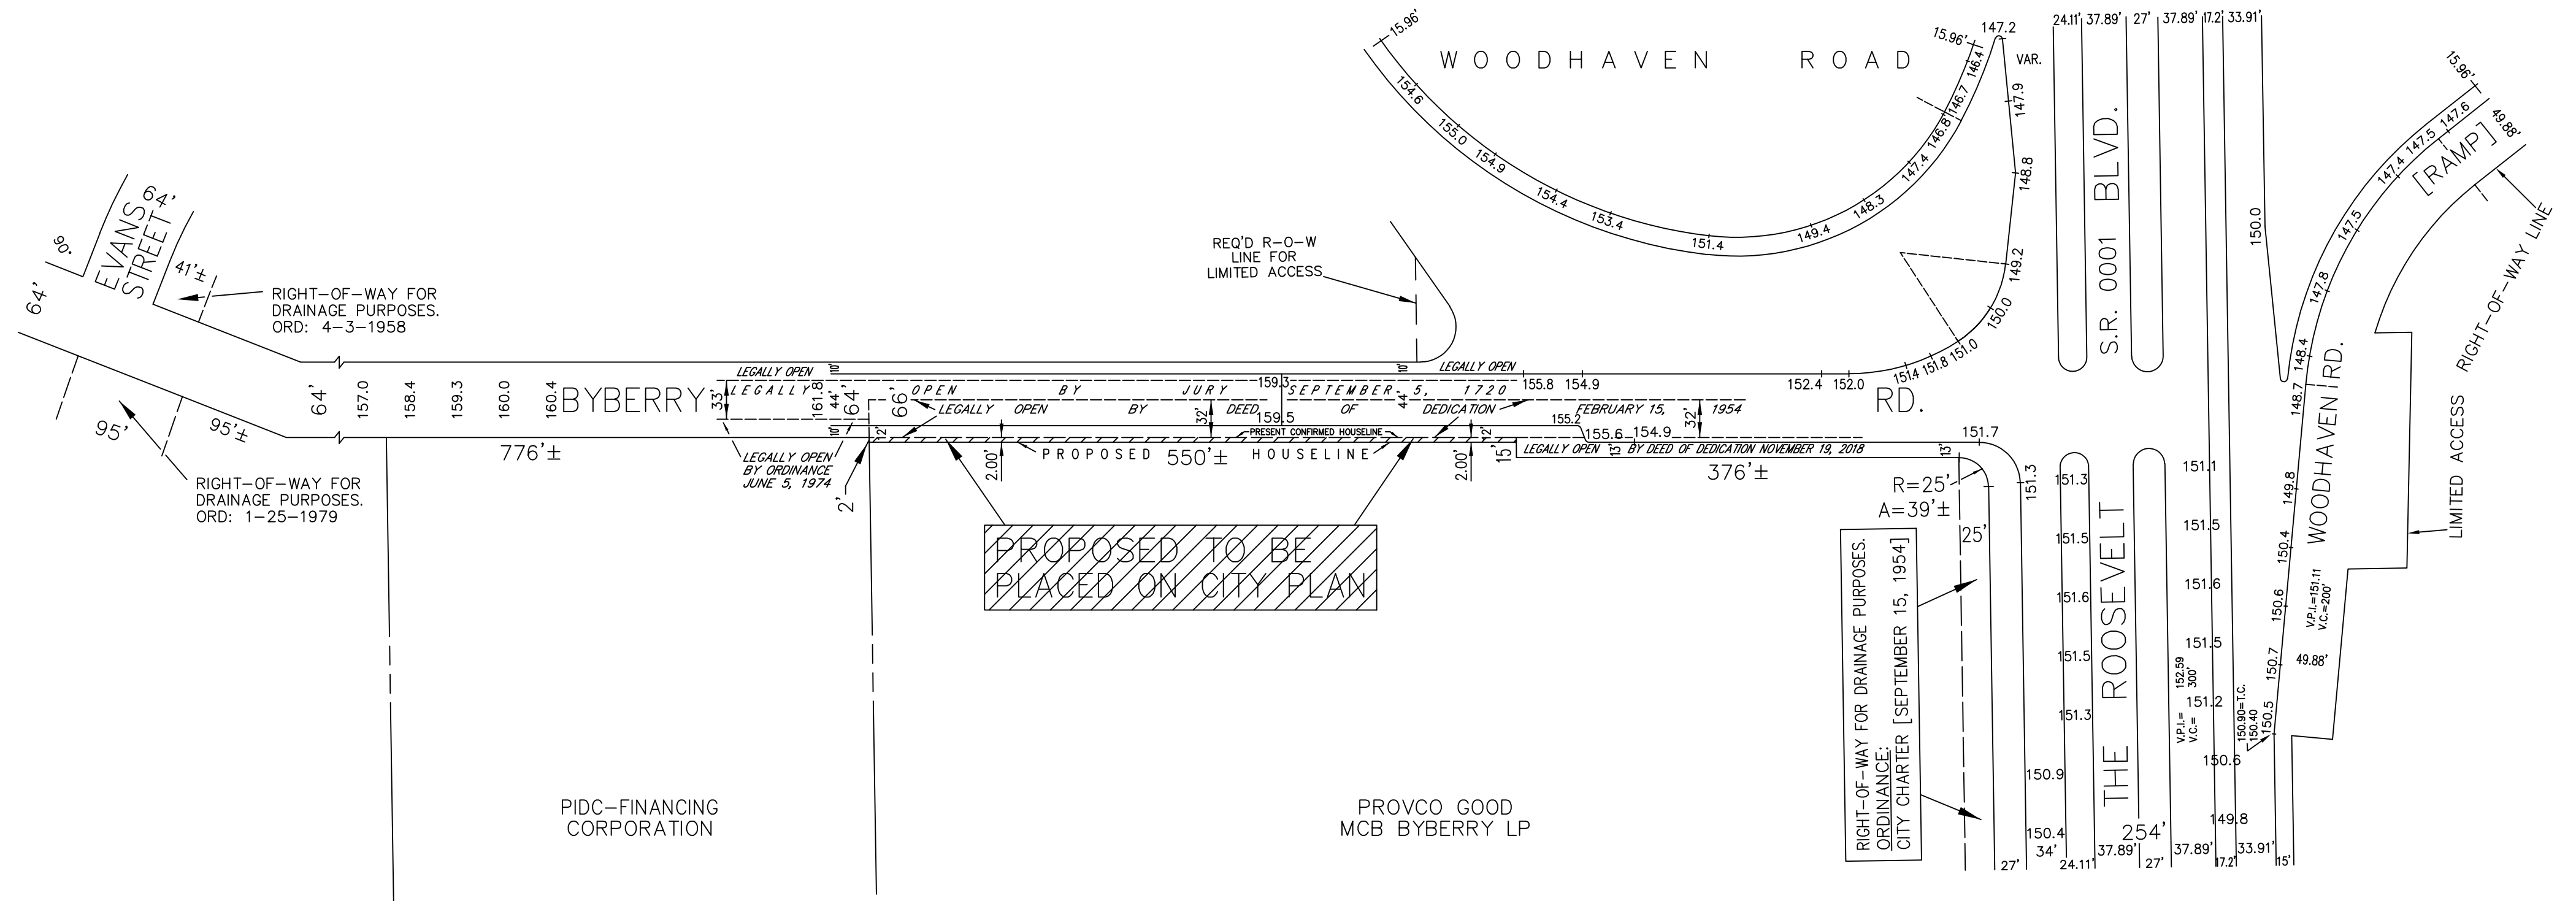 WOODHAVEN ROAD
15.96'
154.6
155.0
154.9
154.4
153.4
151.4
149.4
148.3
147.4
146.8
146.7
146.4
15.96'
147.2
VAR.
147.9
148.8
149.2
150.0
151.0
151.8
151.4
24.11' 37.89' 27' 37.89' 17.2' 33.91'
S.R. 0001 BLVD.
150.0
15.96'
49.88'
147.6
147.5
147.4
147.5
147.8
148.4
148.7
[RAMP]
LIMITED ACCESS RIGHT-OF-WAY LINE
EVANS
STREET
64'
90°
64'
41'±
RIGHT-OF-WAY FOR
DRAINAGE PURPOSES.
ORD: 4-3-1958
95'
95'±
RIGHT-OF-WAY FOR
DRAINAGE PURPOSES.
ORD: 1-25-1979
REQ'D R-O-W
LINE FOR
LIMITED ACCESS
64'
157.0
158.4
159.3
160.0
160.4
BYBERRY
RD.
33'
161.8
10'
44'
10'
64'
66'
LEGALLY OPEN
10'
LEGALLY OPEN
LEGALLY OPEN BY JURY SEPTEMBER 5, 1720
159.3
155.8
154.9
152.4
152.0
LEGALLY OPEN BY DEED OF DEDICATION FEBRUARY 15, 1954
32'
44'
32'
159.5
155.2
155.6
154.9
12'
12'
PRESENT CONFIRMED HOUSELINE
PROPOSED HOUSELINE
550'±
2.00'
2.00'
15'
LEGALLY OPEN BY DEED OF DEDICATION NOVEMBER 19, 2018
13'
13'
376'±
776'±
LEGALLY OPEN
BY ORDINANCE
JUNE 5, 1974
2'
PROPOSED TO BE
PLACED ON CITY PLAN
151.7
151.3
R=25'
A=39'±
25'
RIGHT-OF-WAY FOR DRAINAGE PURPOSES.
ORDINANCE:
CITY CHARTER [SEPTEMBER 15, 1954]
PIDC-FINANCING
CORPORATION
PROVCO GOOD
MCB BYBERRY LP
151.3
151.5
151.6
151.5
151.3
150.9
150.4
THE ROOSEVELT
254'
151.1
151.5
151.6
151.5
151.2
150.6
149.8
V.P.I.= 152.59
V.C.= 300'
150.90=T.C.
150.40
WOODHAVEN RD.
149.8
150.4
150.6
150.7
150.5
V.P.I.=151.11
V.C.=200'
49.88'
27' 34' 24.11' 37.89' 27' 37.89' 17.2' 33.91' 15'